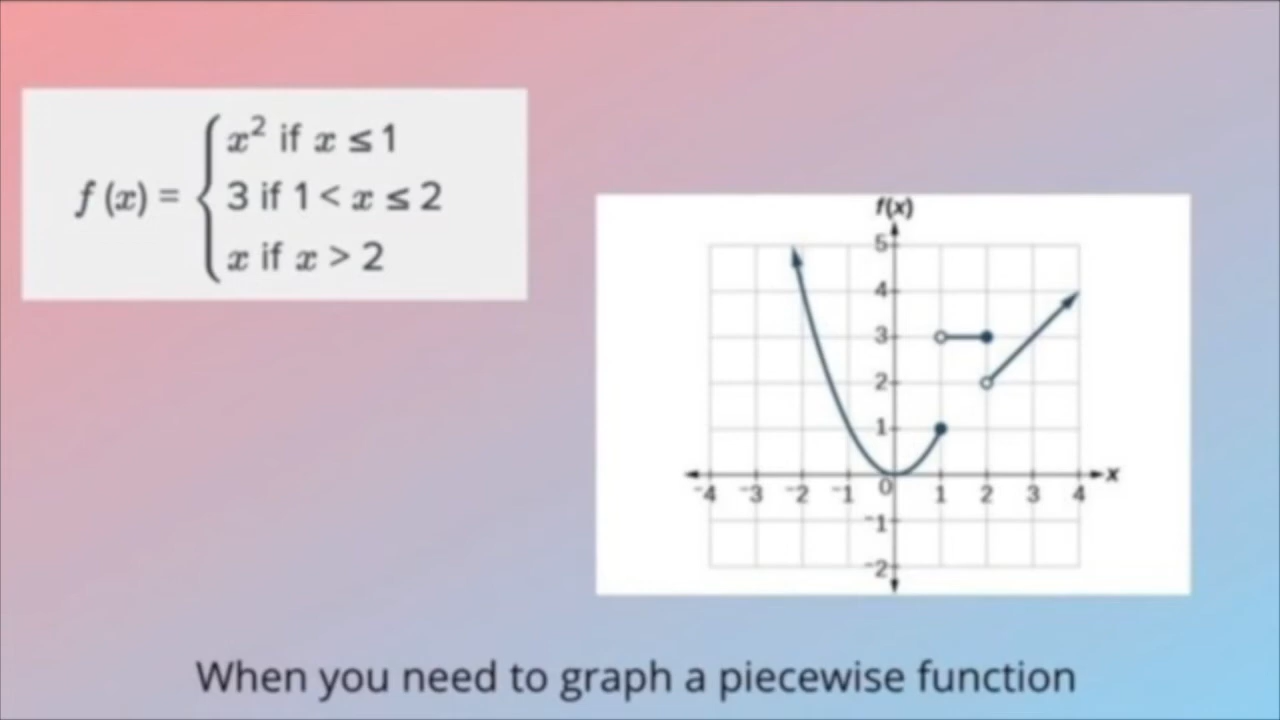 f (x) = { x² if x ≤ 1
3 if 1 < x ≤ 2
x if x > 2
f(x)
5
4
3
2
1
-4 -3 -2 -1 0 1 2 3 4 x
-1
-2
When you need to graph a piecewise function